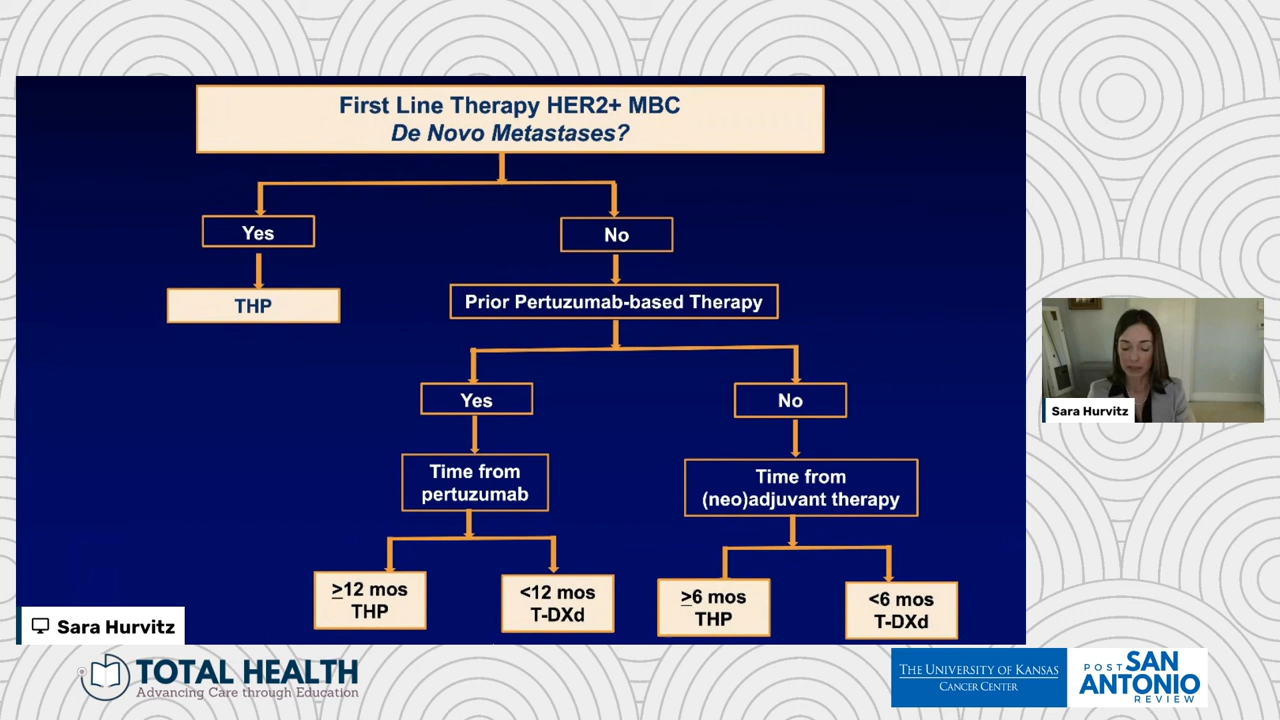 First Line Therapy HER2+ MBC
De Novo Metastases?
Yes
No
THP
Prior Pertuzumab-based Therapy
Yes
No
Time from
pertuzumab
Time from
(neo)adjuvant therapy
≥12 mos
THP
<12 mos
T-DXd
≥6 mos
THP
<6 mos
T-DXd
Sara Hurvitz
Sara Hurvitz
TOTAL HEALTH
Advancing Care through Education
THE UNIVERSITY OF KANSAS
CANCER CENTER
POST
SAN
ANTONIO
REVIEW